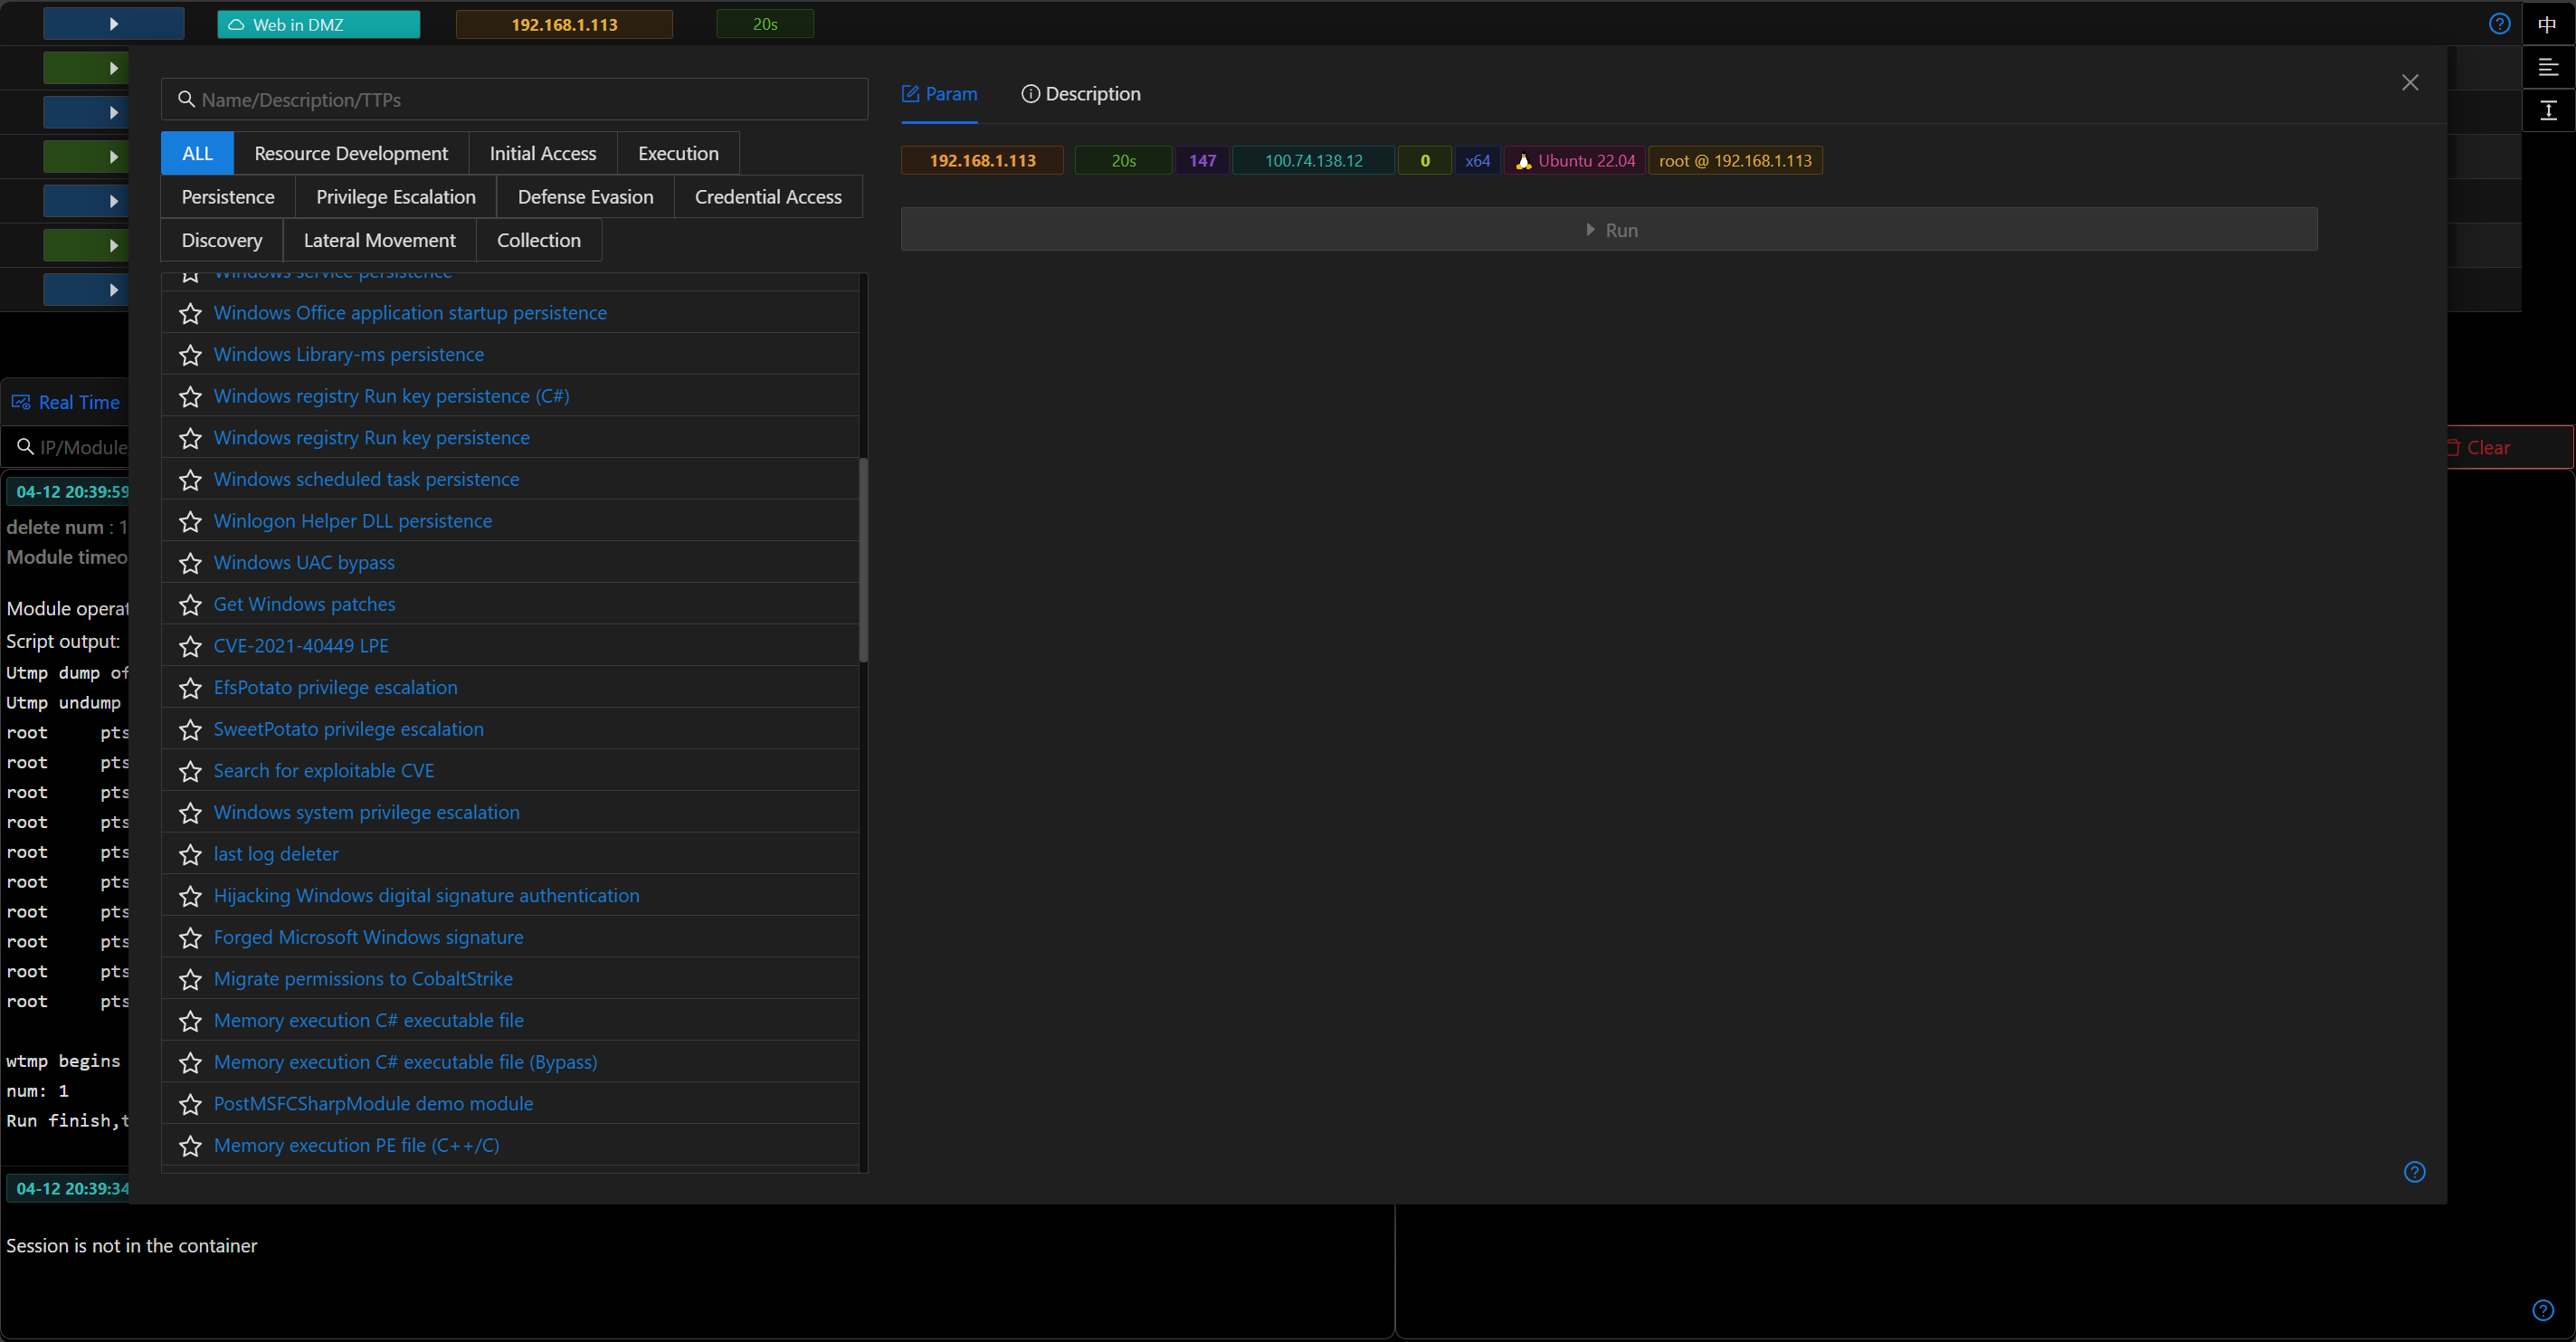 Web in DMZ 192.168.1.113 20s 中
Name/Description/TTPs
Param Description
ALL Resource Development Initial Access Execution
Persistence Privilege Escalation Defense Evasion Credential Access
Discovery Lateral Movement Collection
192.168.1.113 20s 147 100.74.138.12 0 x64 Ubuntu 22.04 root @ 192.168.1.113
Run
Windows service persistence
Windows Office application startup persistence
Windows Library-ms persistence
Windows registry Run key persistence (C#)
Windows registry Run key persistence
Windows scheduled task persistence
Winlogon Helper DLL persistence
Windows UAC bypass
Get Windows patches
CVE-2021-40449 LPE
EfsPotato privilege escalation
SweetPotato privilege escalation
Search for exploitable CVE
Windows system privilege escalation
last log deleter
Hijacking Windows digital signature authentication
Forged Microsoft Windows signature
Migrate permissions to CobaltStrike
Memory execution C# executable file
Memory execution C# executable file (Bypass)
PostMSFCSharpModule demo module
Memory execution PE file (C++/C)
Real Time
IP/Module
Clear
04-12 20:39:59
delete num : 1
Module timeo
Module operat
Script output:
Utmp dump of
Utmp undump
root pts
root pts
root pts
root pts
root pts
root pts
root pts
root pts
root pts
root pts
wtmp begins
num: 1
Run finish,t
04-12 20:39:34
Session is not in the container